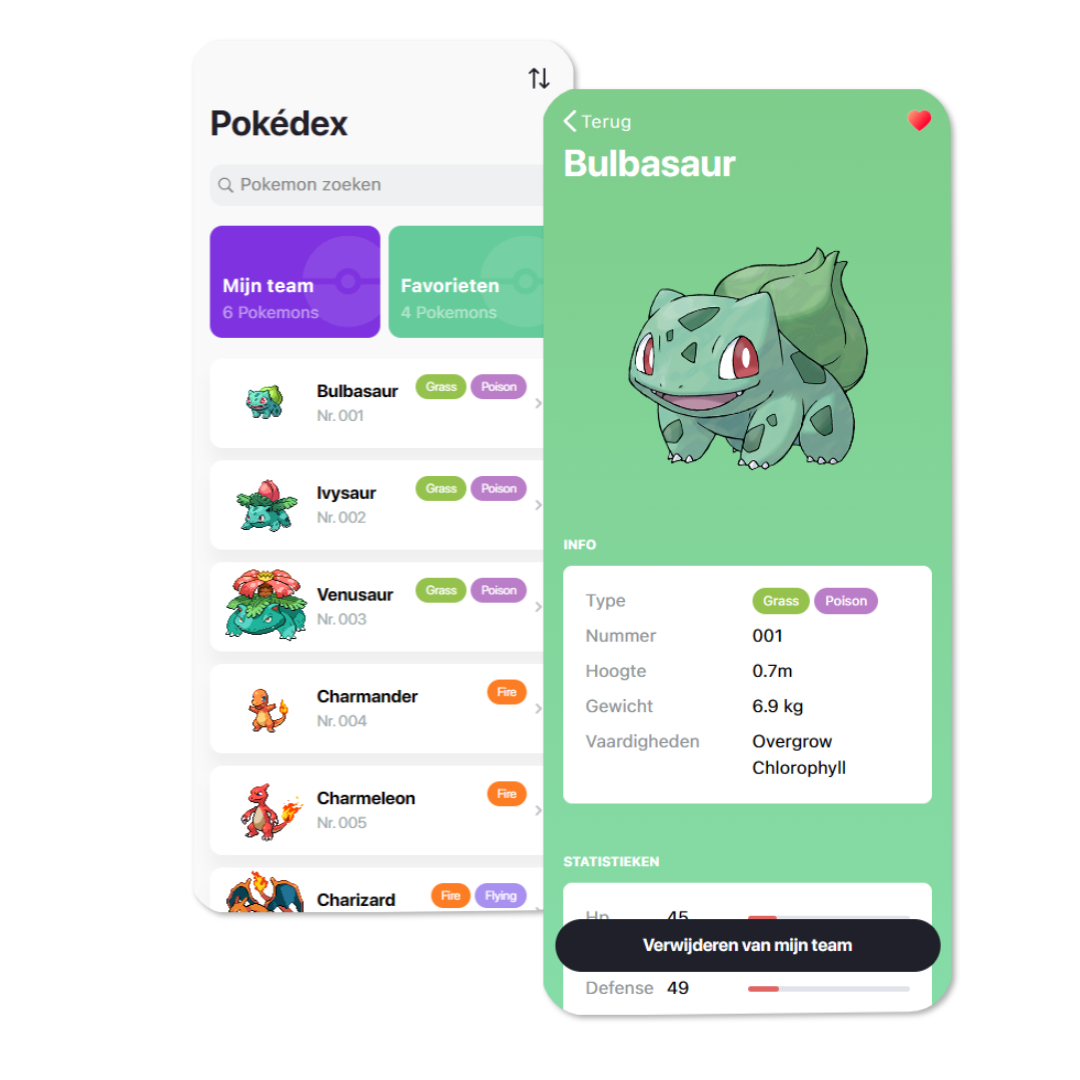 Pokédex
Pokemon zoeken
Mijn team
6 Pokemons
Favorieten
4 Pokemons
Bulbasaur Grass Poison
Nr. 001
Ivysaur Grass Poison
Nr. 002
Venusaur Grass Poison
Nr. 003
Charmander Fire
Nr. 004
Charmeleon Fire
Nr. 005
Charizard Fire Flying
Terug
Bulbasaur
INFO
Type Grass Poison
Nummer 001
Hoogte 0.7m
Gewicht 6.9 kg
Vaardigheden Overgrow
Chlorophyll
STATISTIEKEN
Hp 45
Verwijderen van mijn team
Defense 49